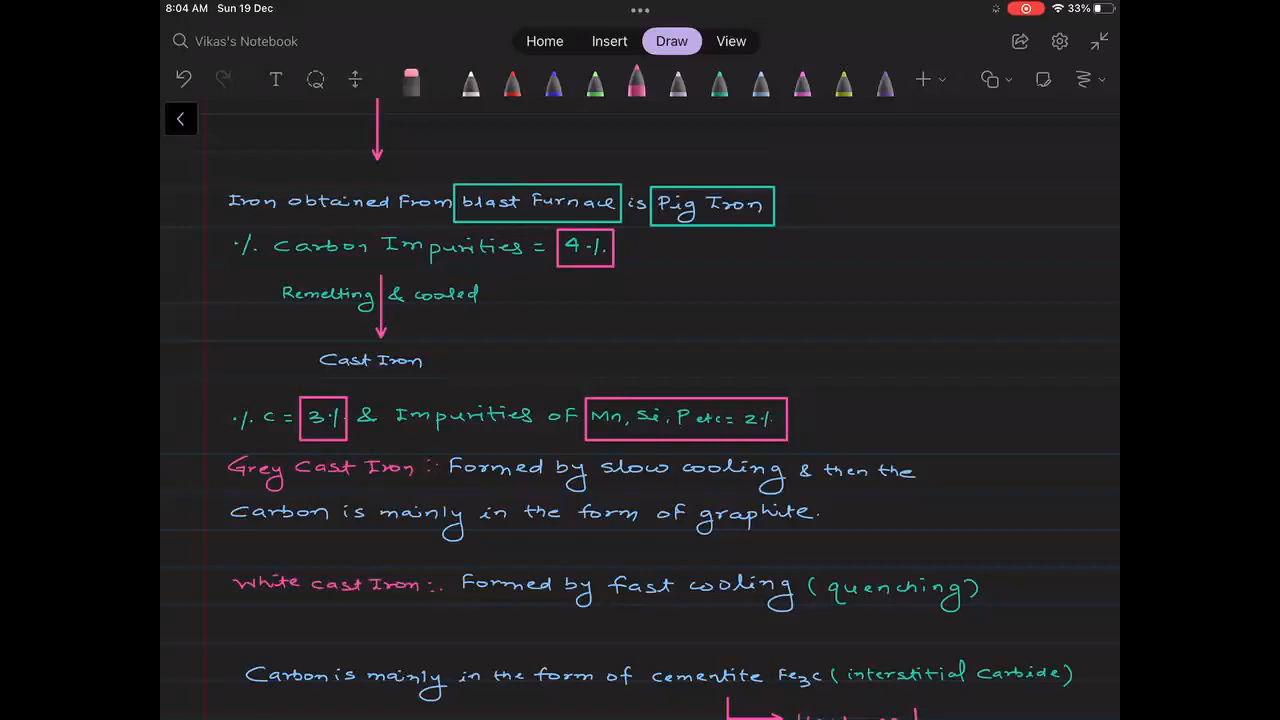 8:04 AM Sun 19 Dec
33%
Vikas's Notebook
Home Insert Draw View
Iron obtained From blast Furnace is Pig Iron
% Carbon Impurities = 4%
Remelting & cooled
Cast Iron
% C = 3% & Impurities of Mn, Si, P etc = 2%
Grey Cast Iron :- Formed by slow cooling & then the
Carbon is mainly in the form of graphite.
White cast Iron :- Formed by fast cooling (quenching)
Carbon is mainly in the form of cementite Fe3C (interstitial Carbide)